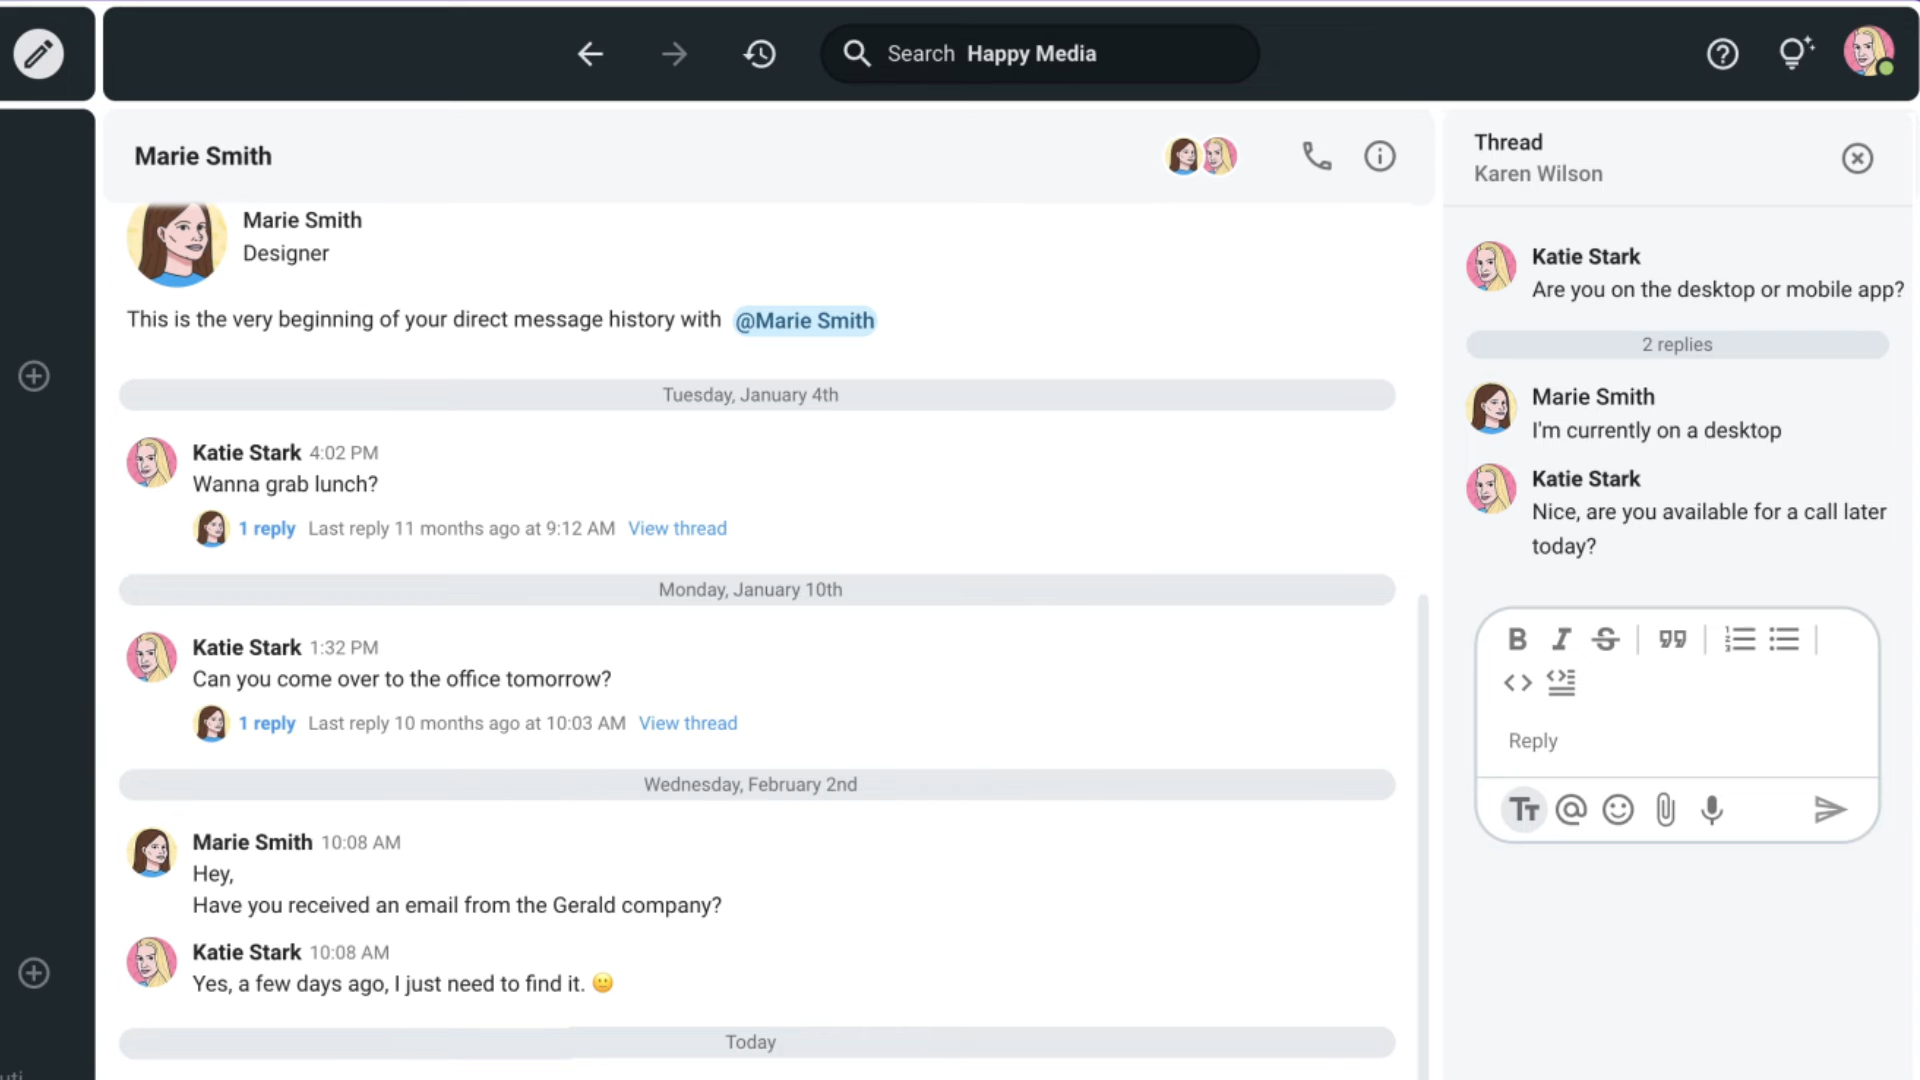 Search Happy Media
Marie Smith
Marie Smith
Designer
This is the very beginning of your direct message history with @Marie Smith
Tuesday, January 4th
Katie Stark 4:02 PM
Wanna grab lunch?
1 reply Last reply 11 months ago at 9:12 AM View thread
Monday, January 10th
Katie Stark 1:32 PM
Can you come over to the office tomorrow?
1 reply Last reply 10 months ago at 10:03 AM View thread
Wednesday, February 2nd
Marie Smith 10:08 AM
Hey,
Have you received an email from the Gerald company?
Katie Stark 10:08 AM
Yes, a few days ago, I just need to find it. 🙂
Today
Thread
Karen Wilson
Katie Stark
Are you on the desktop or mobile app?
2 replies
Marie Smith
I'm currently on a desktop
Katie Stark
Nice, are you available for a call later
today?
Reply